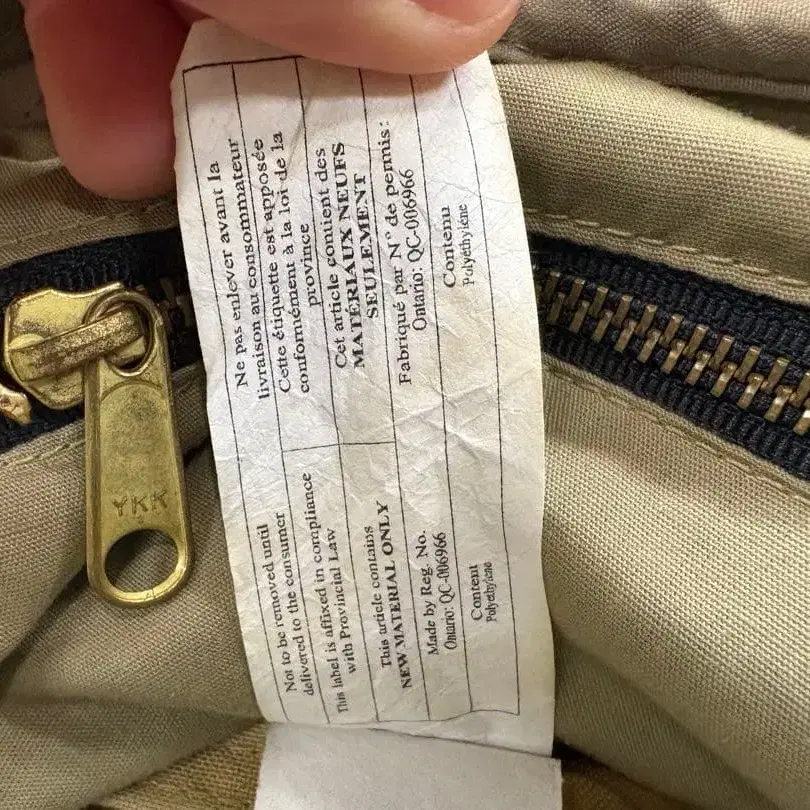 Not to be removed until
delivered to the consumer
This label is affixed in compliance
with Provincial Law
This article contains
NEW MATERIAL ONLY
Made by Reg. No.
Ontario: QC-006966
Content
Polyethylene
Ne pas enlever avant la
livraison au consommateur
Cette étiquette est apposée
conformément à la loi de la
province
Cet article contient des
MATÉRIAUX NEUFS
SEULEMENT
Fabriqué par N° de permis:
Ontario: QC-006966
Contenu
Polyéthylène
YKK